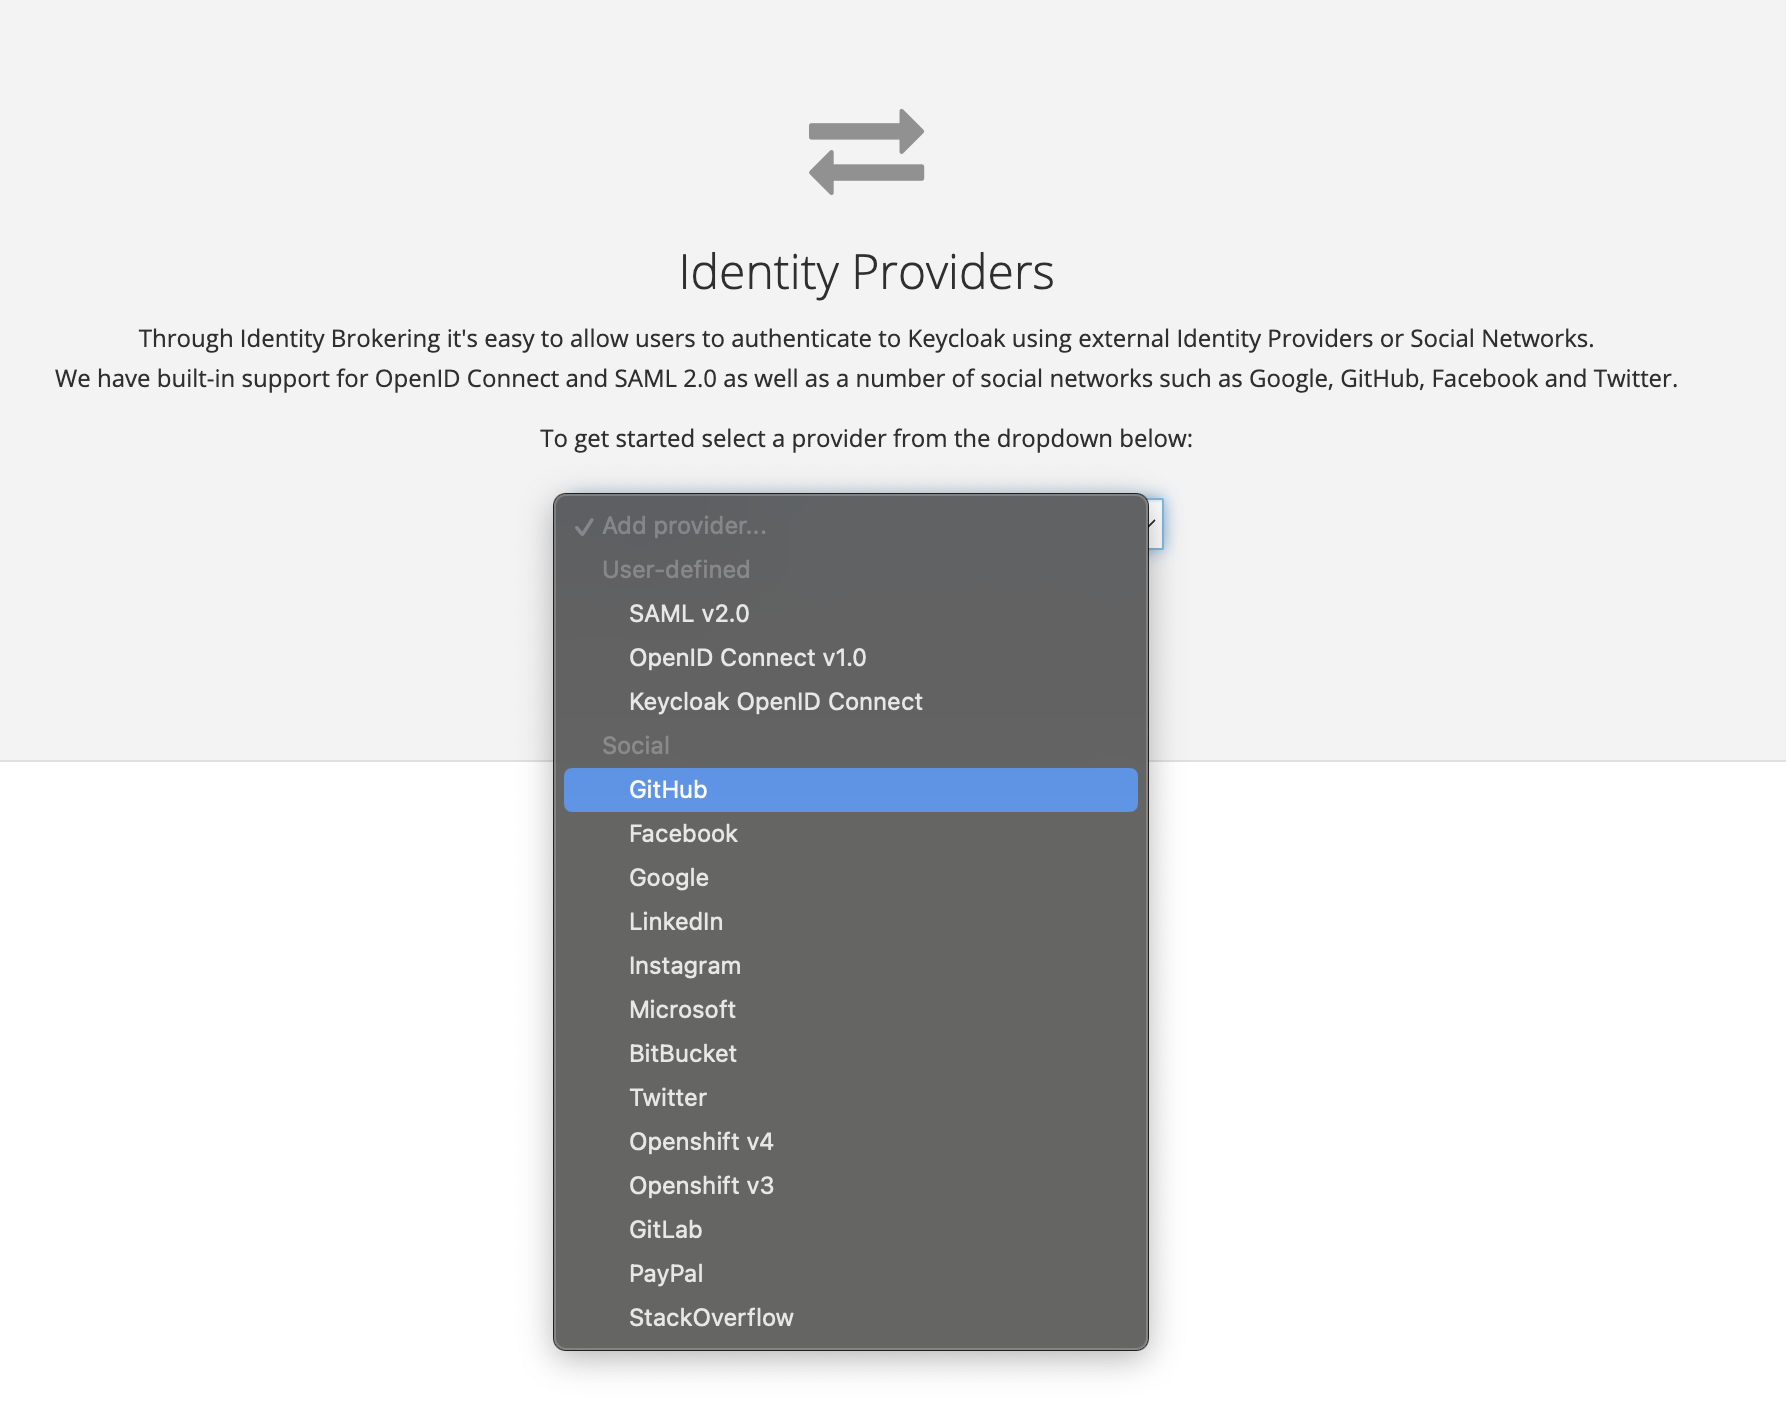 Identity Providers
Through Identity Brokering it's easy to allow users to authenticate to Keycloak using external Identity Providers or Social Networks.
We have built-in support for OpenID Connect and SAML 2.0 as well as a number of social networks such as Google, GitHub, Facebook and Twitter.
To get started select a provider from the dropdown below:
Add provider...
User-defined
SAML v2.0
OpenID Connect v1.0
Keycloak OpenID Connect
Social
GitHub
Facebook
Google
LinkedIn
Instagram
Microsoft
BitBucket
Twitter
Openshift v4
Openshift v3
GitLab
PayPal
StackOverflow